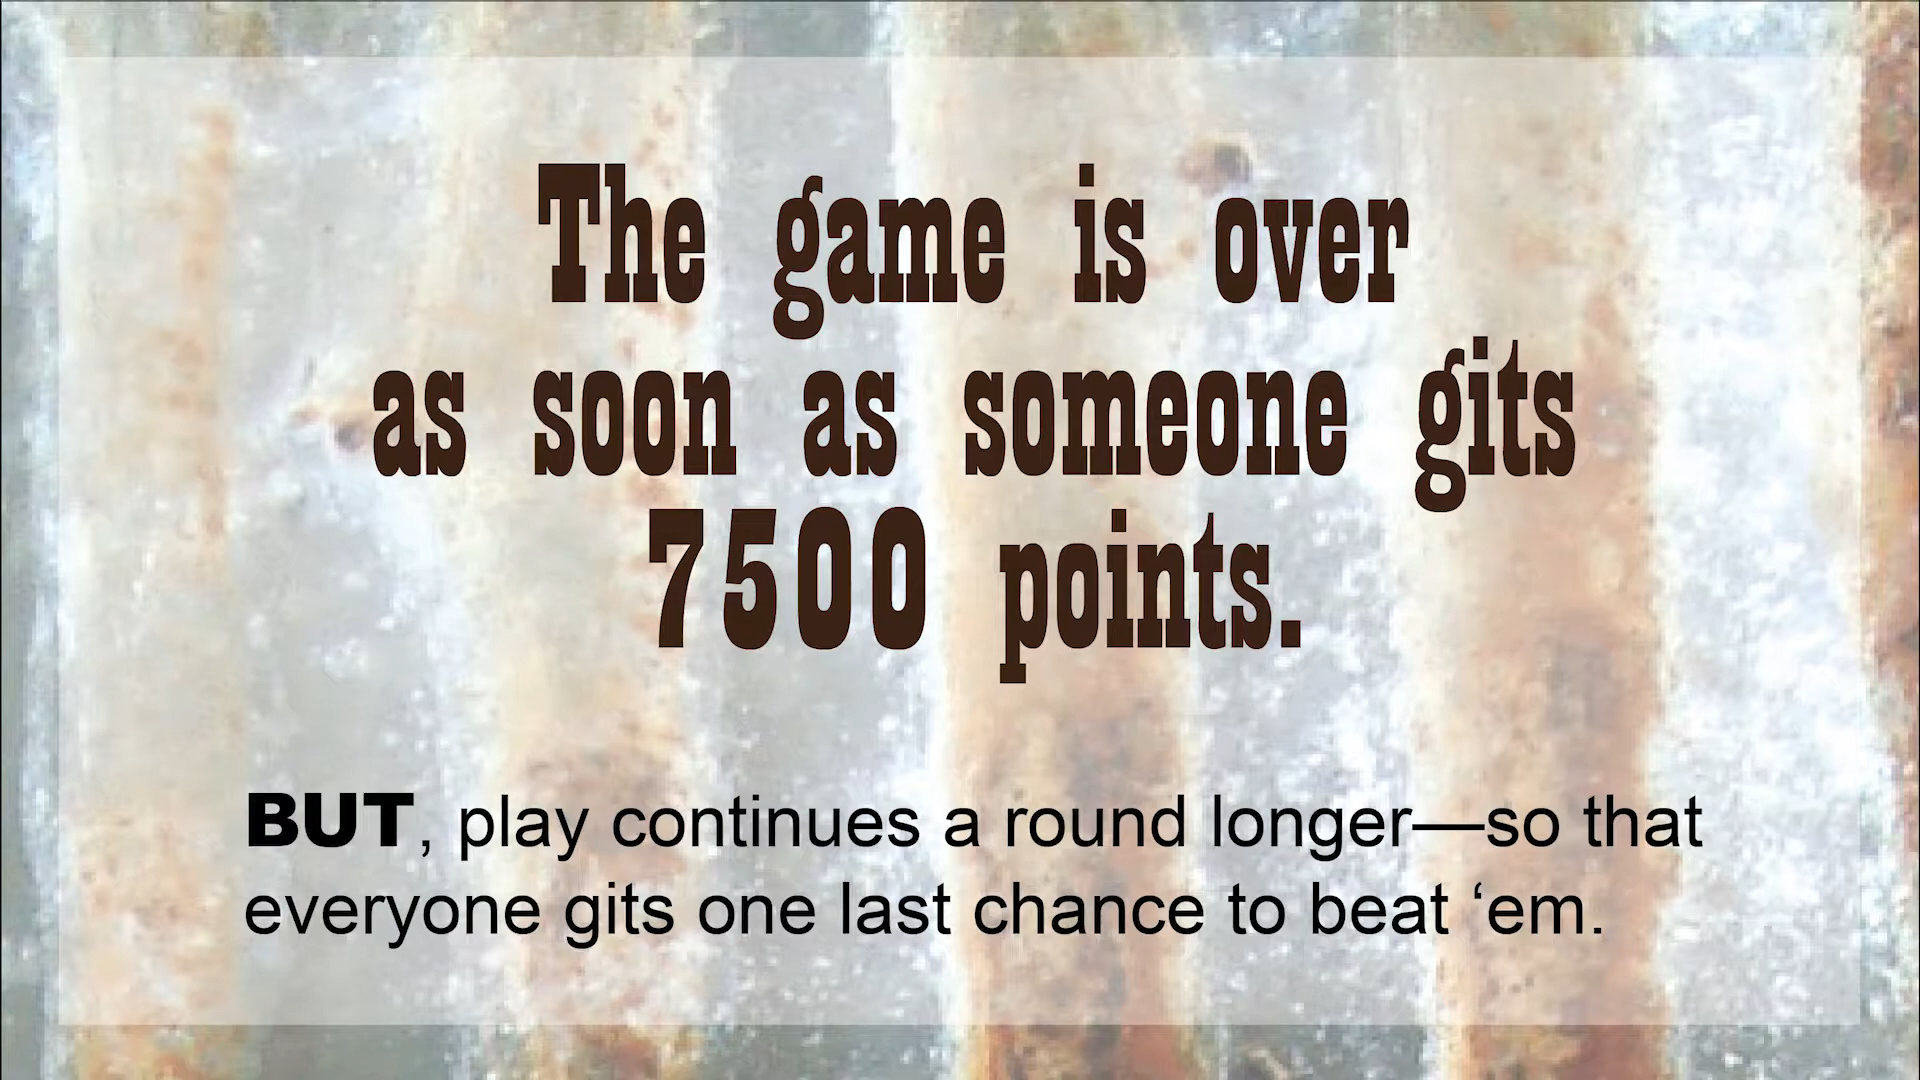 The game is over
as soon as someone gits
7500 points.
BUT, play continues a round longer—so that
everyone gits one last chance to beat ‘em.